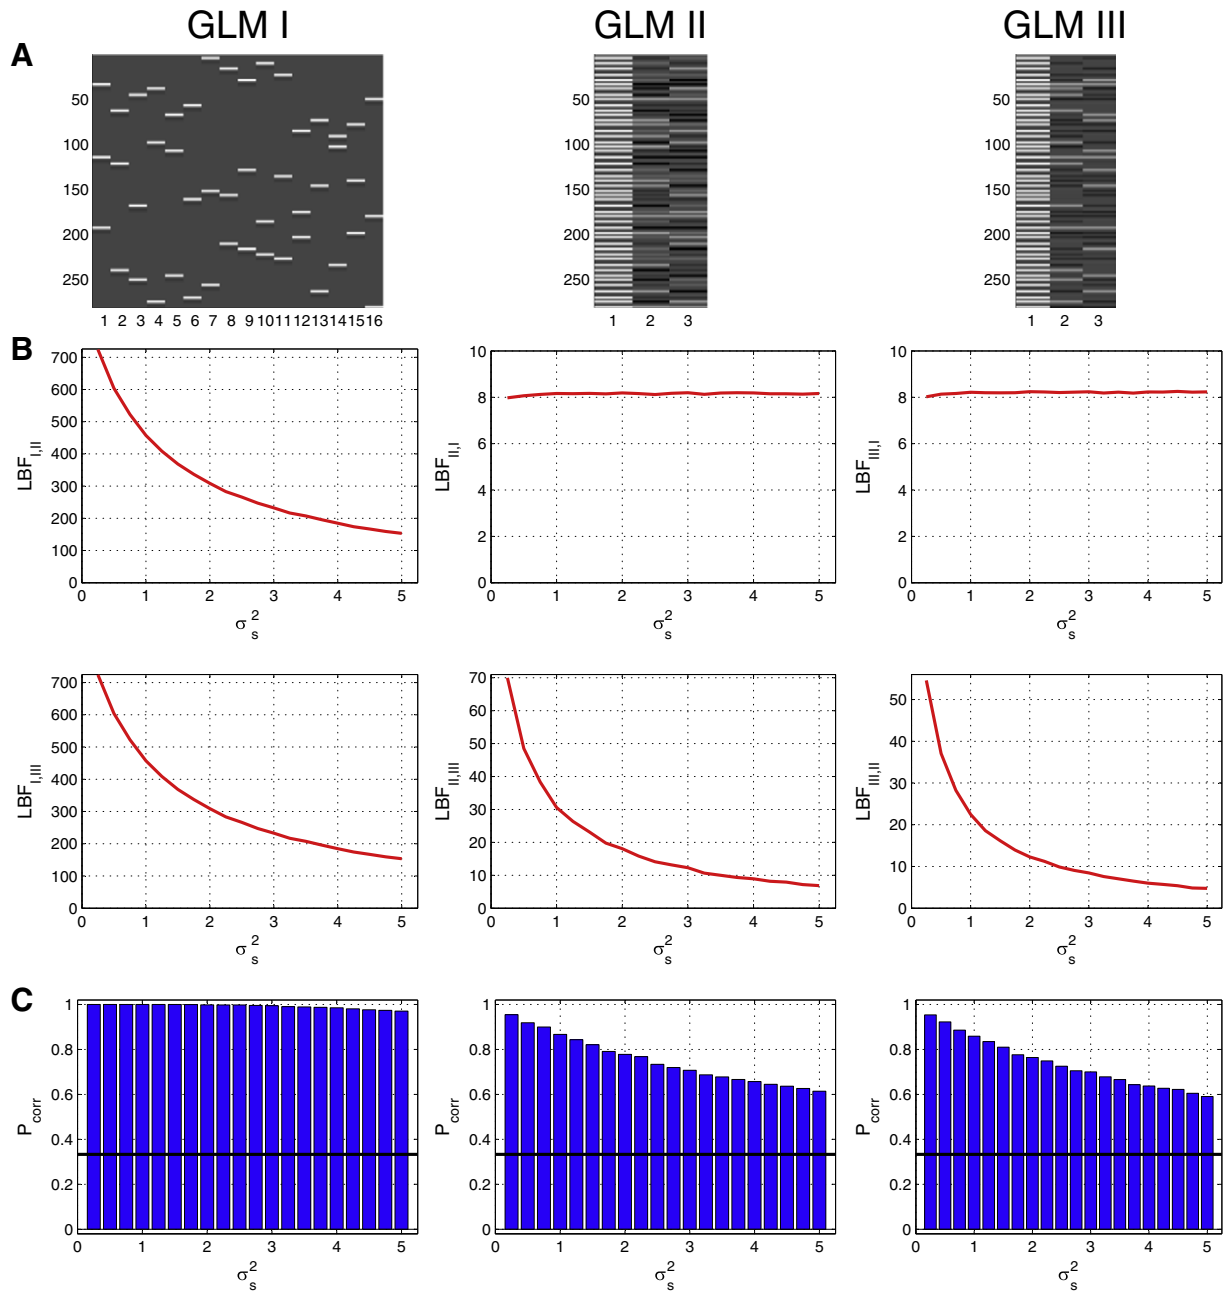 GLM I GLM II GLM III
A
50 50 50
100 100 100
150 150 150
200 200 200
250 250 250
1 2 3 4 5 6 7 8 9 10 11 12 13 14 15 16 1 2 3 1 2 3
B
LBF_I,II
700
600
500
400
300
200
100
0
0 1 2 3 4 5
σ_s^2
LBF_II,I
10
8
6
4
2
0
0 1 2 3 4 5
σ_s^2
LBF_III,I
10
8
6
4
2
0
0 1 2 3 4 5
σ_s^2
LBF_I,III
700
600
500
400
300
200
100
0
0 1 2 3 4 5
σ_s^2
LBF_II,III
70
60
50
40
30
20
10
0
0 1 2 3 4 5
σ_s^2
LBF_III,II
50
40
30
20
10
0
0 1 2 3 4 5
σ_s^2
C
P_corr
1
0.8
0.6
0.4
0.2
0
0 1 2 3 4 5
σ_s^2
P_corr
1
0.8
0.6
0.4
0.2
0
0 1 2 3 4 5
σ_s^2
P_corr
1
0.8
0.6
0.4
0.2
0
0 1 2 3 4 5
σ_s^2